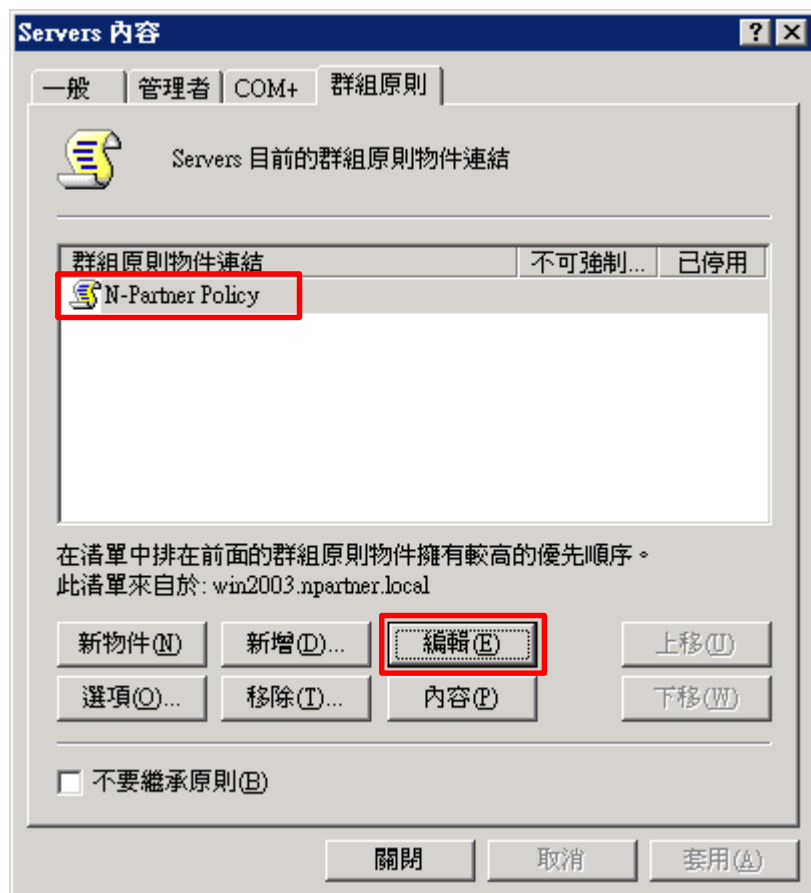 Servers 內容
一般 管理者 COM+ 群組原則
Servers 目前的群組原則物件連結
群組原則物件連結 不可強制... 已停用
N-Partner Policy
在清單中排在前面的群組原則物件擁有較高的優先順序。
此清單來自於: win2003.npartner.local
新物件(N) 新增(D)... 編輯(E) 上移(U)
選項(O)... 移除(T)... 內容(P) 下移(W)
不要繼承原則(B)
關閉 取消 套用(A)